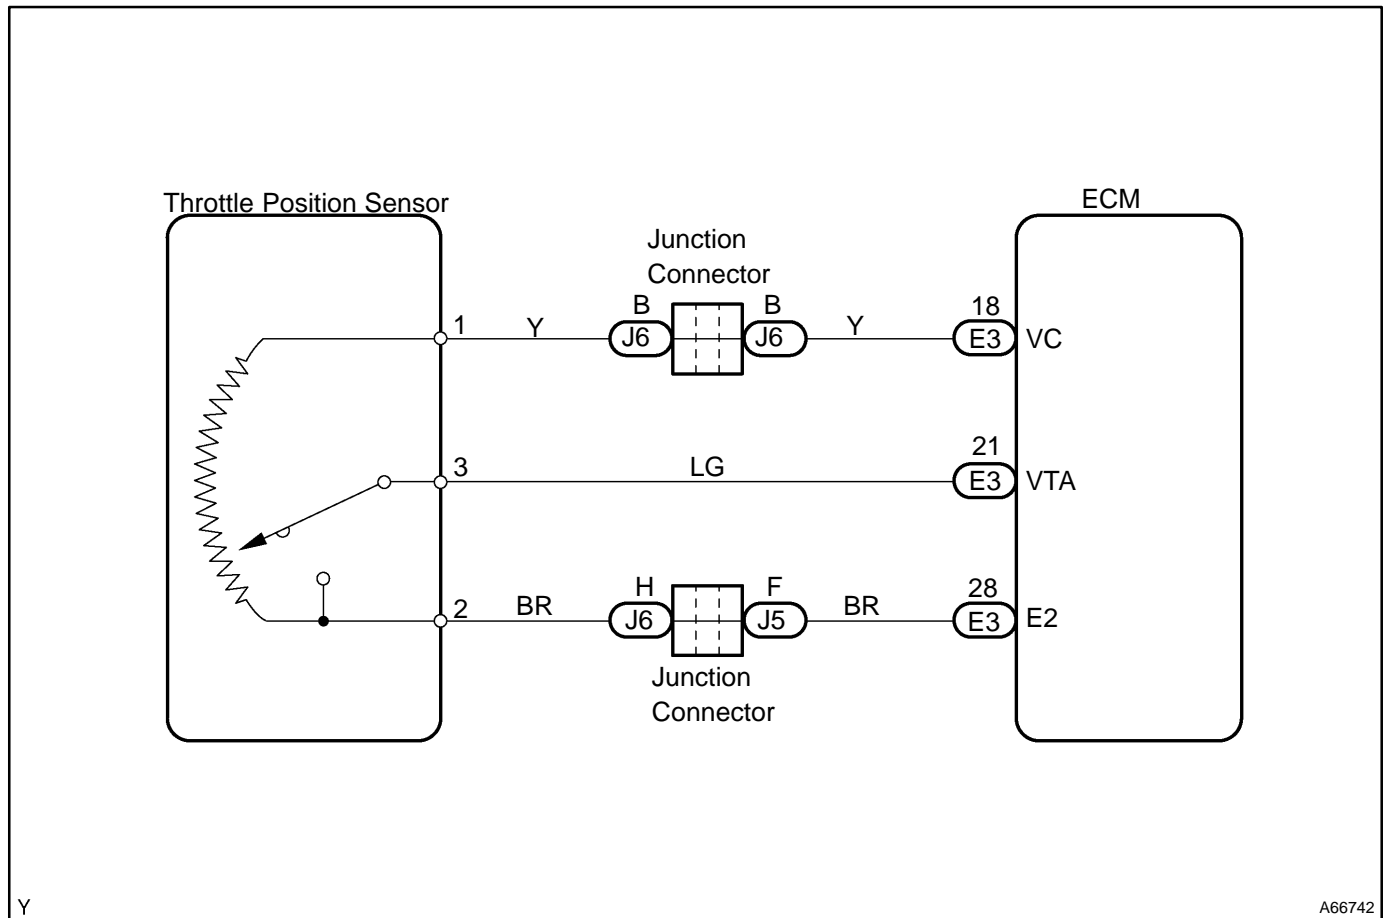 Throttle Position Sensor
ECM
Junction
Connector
B
B
18
1
Y
J6
J6
Y
E3
VC
21
3
LG
E3
VTA
H
F
28
2
BR
J6
J5
BR
E3
E2
Junction
Connector
Y
A66742